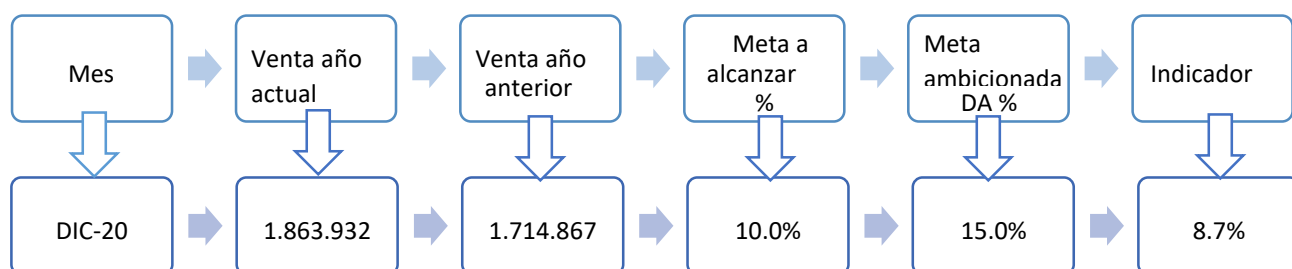 Mes
Venta año
actual
Venta año
anterior
Meta a
alcanzar
%
Meta
ambicionada
DA %
Indicador
DIC-20
1.863.932
1.714.867
10.0%
15.0%
8.7%